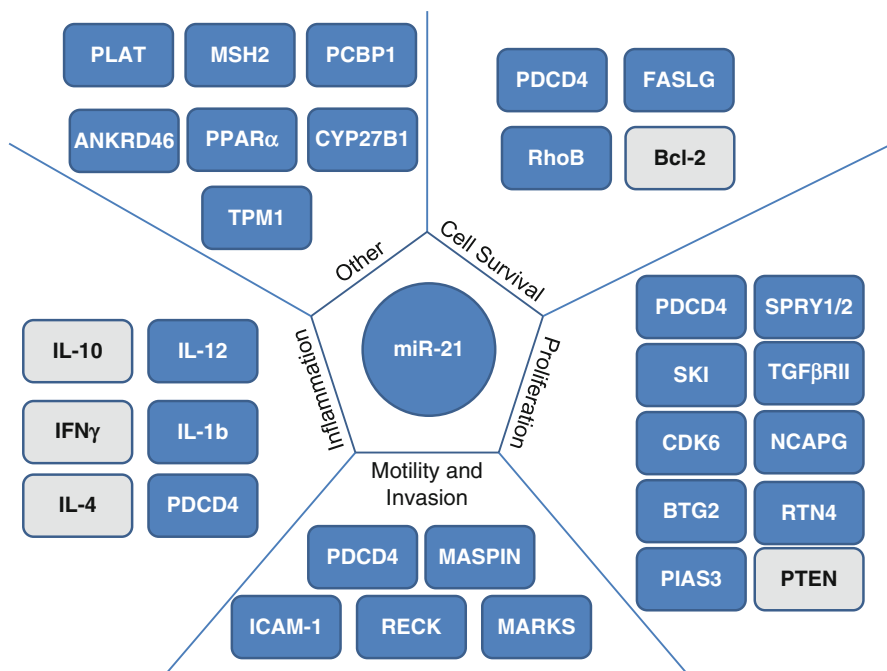 PLAT
MSH2
PCBP1
ANKRD46
PPARα
CYP27B1
TPM1
PDCD4
FASLG
RhoB
Bcl-2
Other
Cell Survival
miR-21
Inflammation
Proliferation
Motility and
Invasion
IL-10
IL-12
IFNγ
IL-1b
IL-4
PDCD4
PDCD4
SPRY1/2
SKI
TGFβRII
CDK6
NCAPG
BTG2
RTN4
PIAS3
PTEN
PDCD4
MASPIN
ICAM-1
RECK
MARKS